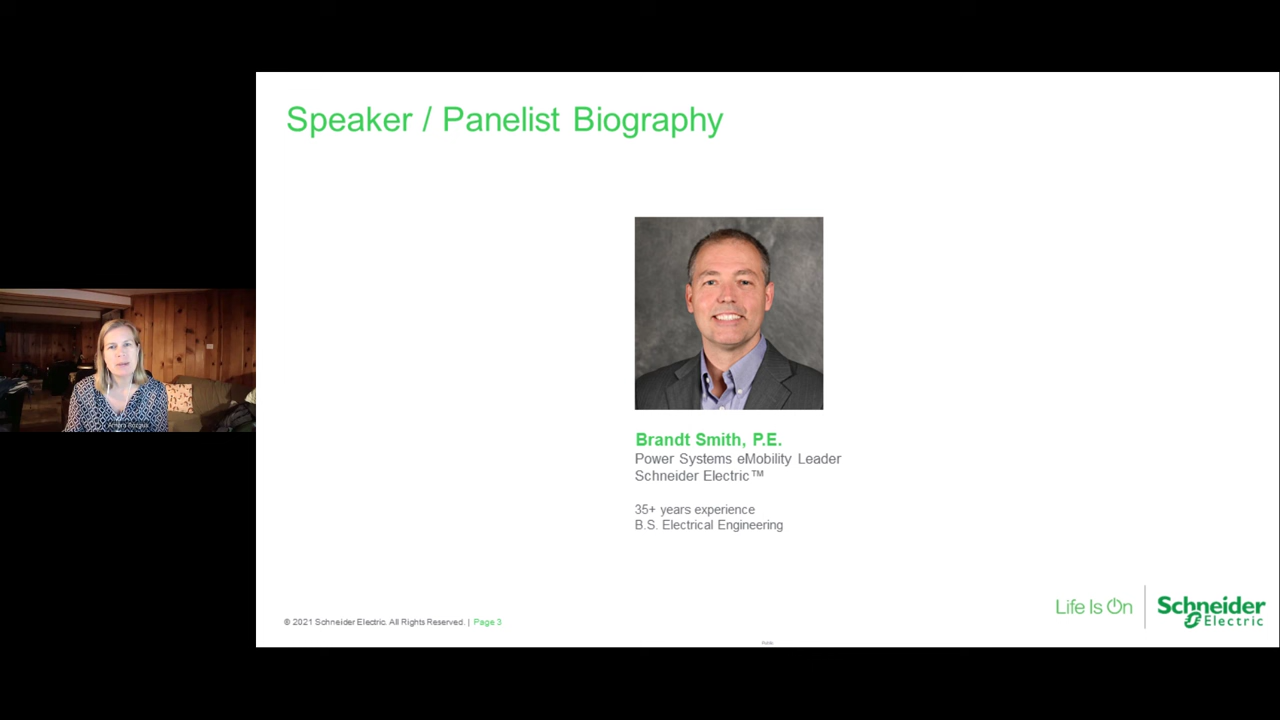 Speaker / Panelist Biography
Brandt Smith, P.E.
Power Systems eMobility Leader
Schneider Electric™
35+ years experience
B.S. Electrical Engineering
Life Is On
Schneider
Electric
© 2021 Schneider Electric. All Rights Reserved. | Page 3